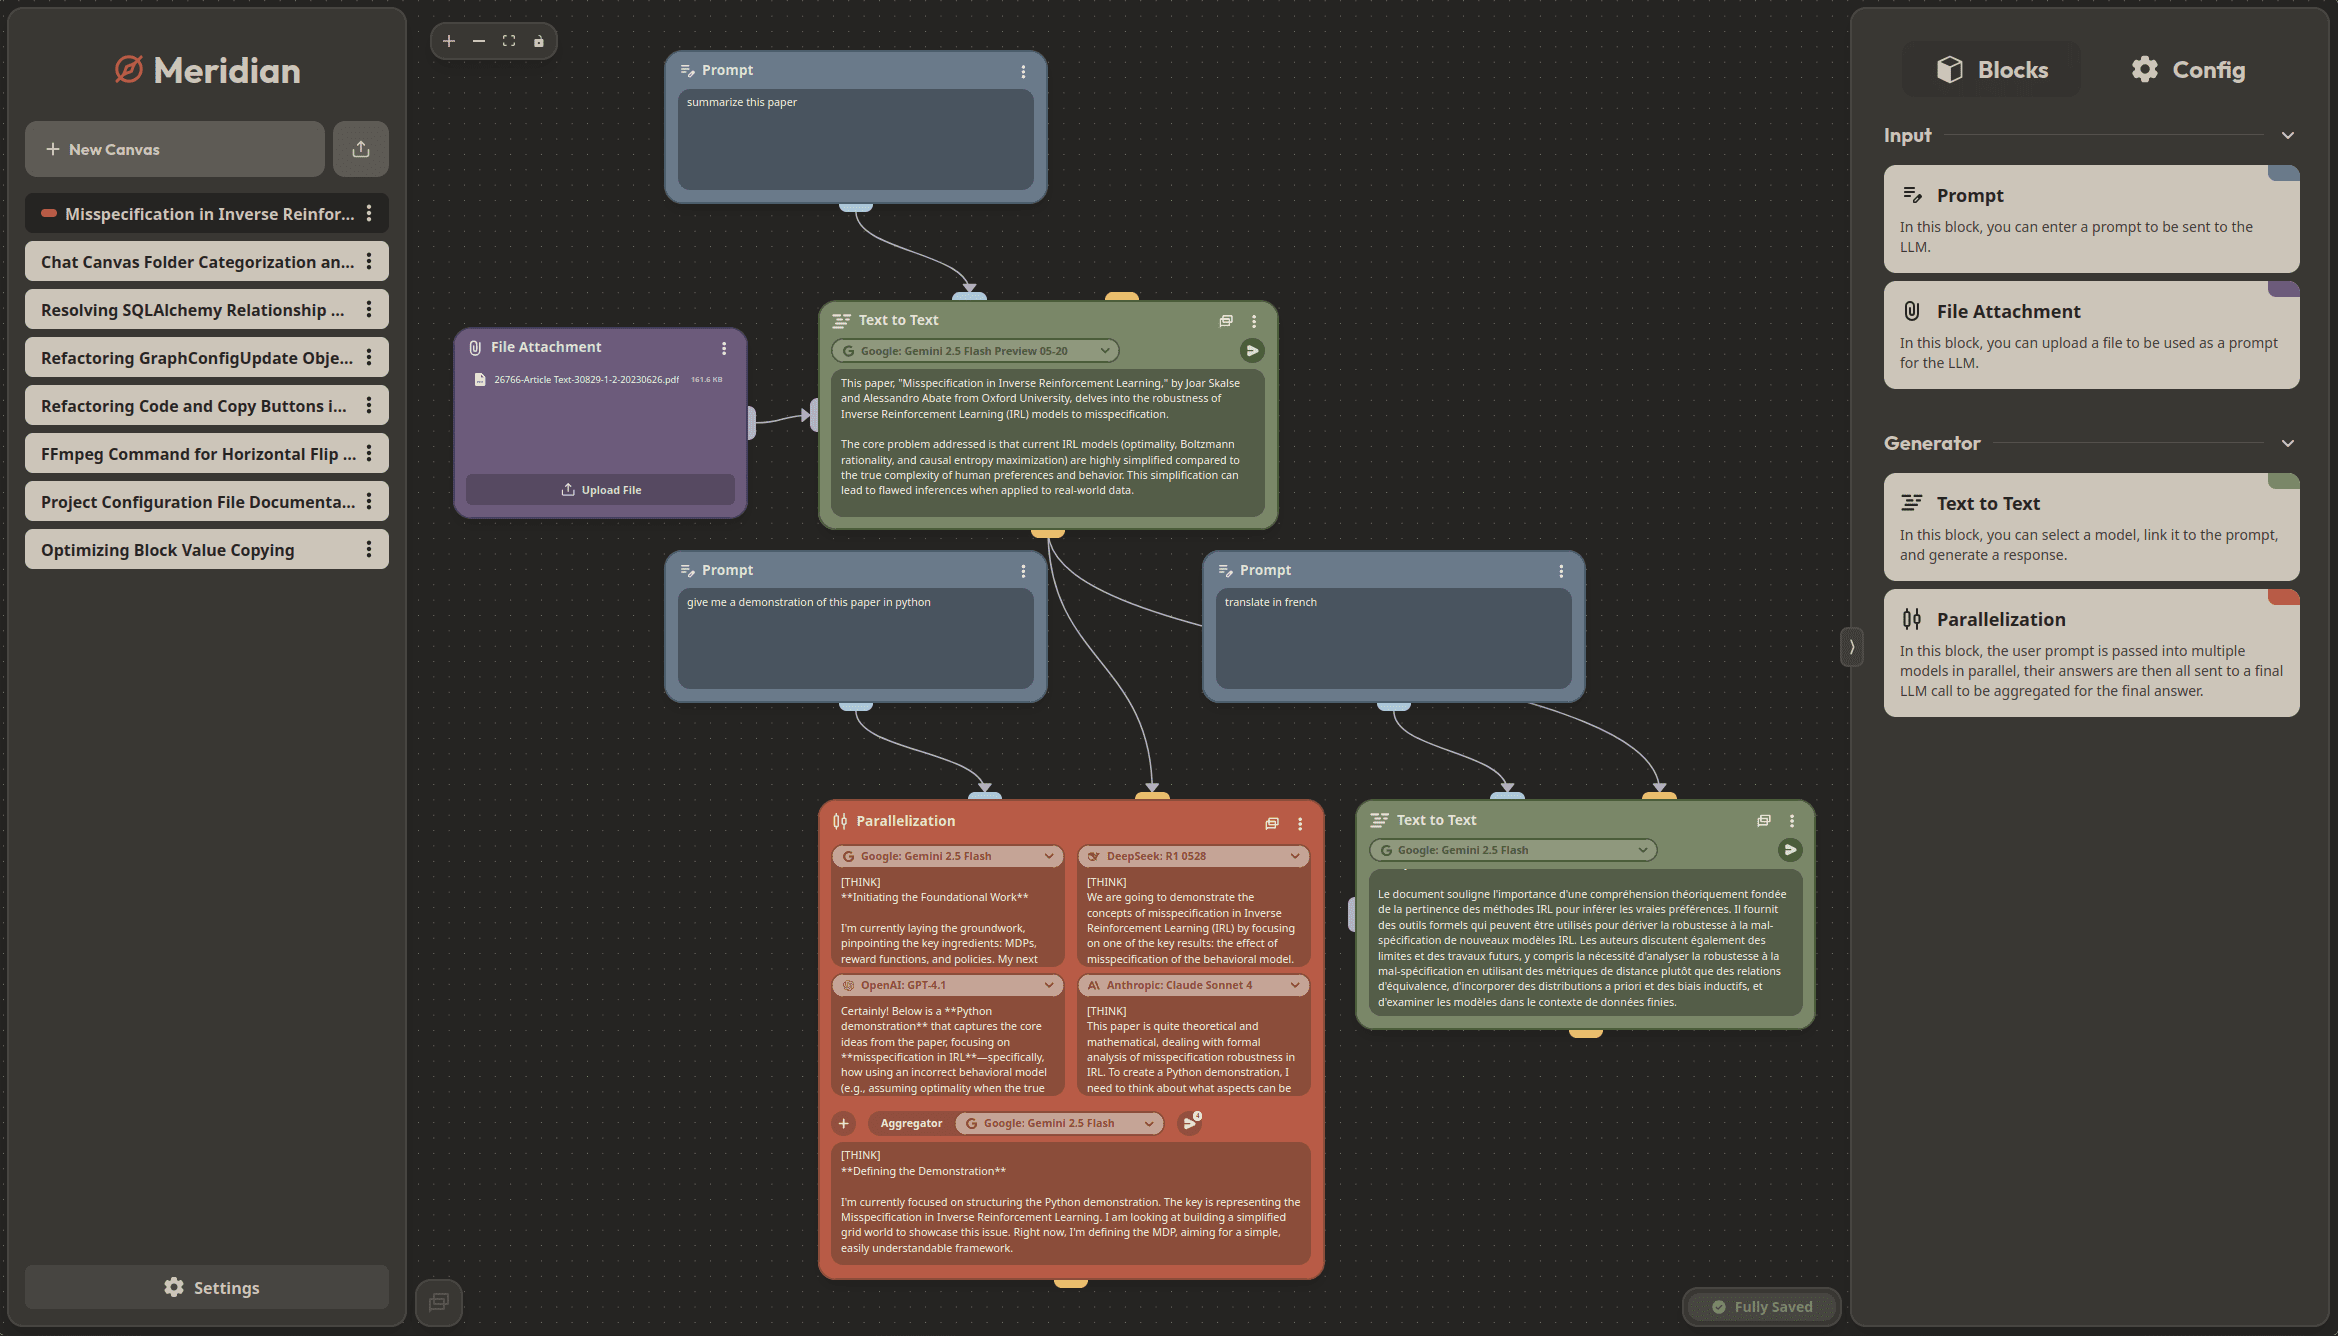 Meridian
New Canvas
Misspecification in Inverse Reinfor...
Chat Canvas Folder Categorization an...
Resolving SQLAlchemy Relationship ...
Refactoring GraphConfigUpdate Obje...
Refactoring Code and Copy Buttons i...
FFmpeg Command for Horizontal Flip ...
Project Configuration File Documenta...
Optimizing Block Value Copying
Settings
Prompt
summarize this paper
File Attachment
26766-Article Text-30829-1-2-20230626.pdf 161.6 KB
Upload File
Text to Text
Google: Gemini 2.5 Flash Preview 05-20
This paper, "Misspecification in Inverse Reinforcement Learning," by Joar Skalse
and Alessandro Abate from Oxford University, delves into the robustness of
Inverse Reinforcement Learning (IRL) models to misspecification.
The core problem addressed is that current IRL models (optimality, Boltzmann
rationality, and causal entropy maximization) are highly simplified compared to
the true complexity of human preferences and behavior. This simplification can
lead to flawed inferences when applied to real-world data.
Prompt
give me a demonstration of this paper in python
Prompt
translate in french
Parallelization
Google: Gemini 2.5 Flash
[THINK]
**Initiating the Foundational Work**
I'm currently laying the groundwork,
pinpointing the key ingredients: MDPs,
reward functions, and policies. My next
DeepSeek: R1 0528
[THINK]
We are going to demonstrate the
concepts of misspecification in Inverse
Reinforcement Learning (IRL) by focusing
on one of the key results: the effect of
misspecification of the behavioral model.
OpenAI: GPT-4.1
Certainly! Below is a **Python
demonstration** that captures the core
ideas from the paper, focusing on
**misspecification in IRL**—specifically,
how using an incorrect behavioral model
(e.g., assuming optimality when the true
Anthropic: Claude Sonnet 4
[THINK]
This paper is quite theoretical and
mathematical, dealing with formal
analysis of misspecification robustness in
IRL. To create a Python demonstration, I
need to think about what aspects can be
Aggregator
Google: Gemini 2.5 Flash
4
[THINK]
**Defining the Demonstration**
I'm currently focused on structuring the Python demonstration. The key is representing the
Misspecification in Inverse Reinforcement Learning. I am looking at building a simplified
grid world to showcase this issue. Right now, I'm defining the MDP, aiming for a simple,
easily understandable framework.
Text to Text
Google: Gemini 2.5 Flash
Le document souligne l'importance d'une compréhension théoriquement fondée
de la pertinence des méthodes IRL pour inférer les vraies préférences. Il fournit
des outils formels qui peuvent être utilisés pour dériver la robustesse à la mal-
spécification de nouveaux modèles IRL. Les auteurs discutent également des
limites et des travaux futurs, y compris la nécessité d'analyser la robustesse à la
mal-spécification en utilisant des métriques de distance plutôt que des relations
d'équivalence, d'incorporer des distributions a priori et des biais inductifs, et
d'examiner les modèles dans le contexte de données finies.
Fully Saved
Blocks
Config
Input
Prompt
In this block, you can enter a prompt to be sent to the
LLM.
File Attachment
In this block, you can upload a file to be used as a prompt
for the LLM.
Generator
Text to Text
In this block, you can select a model, link it to the prompt,
and generate a response.
Parallelization
In this block, the user prompt is passed into multiple
models in parallel, their answers are then all sent to a final
LLM call to be aggregated for the final answer.